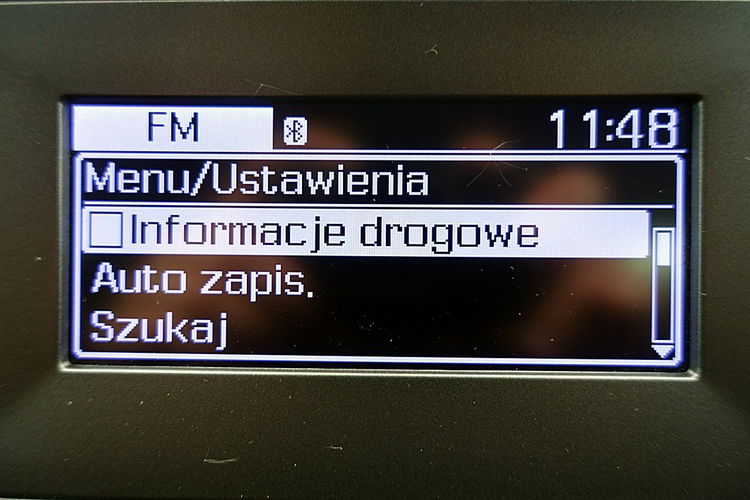 FM 11:48
Menu/Ustawienia
Informacje drogowe
Auto zapis.
Szukaj